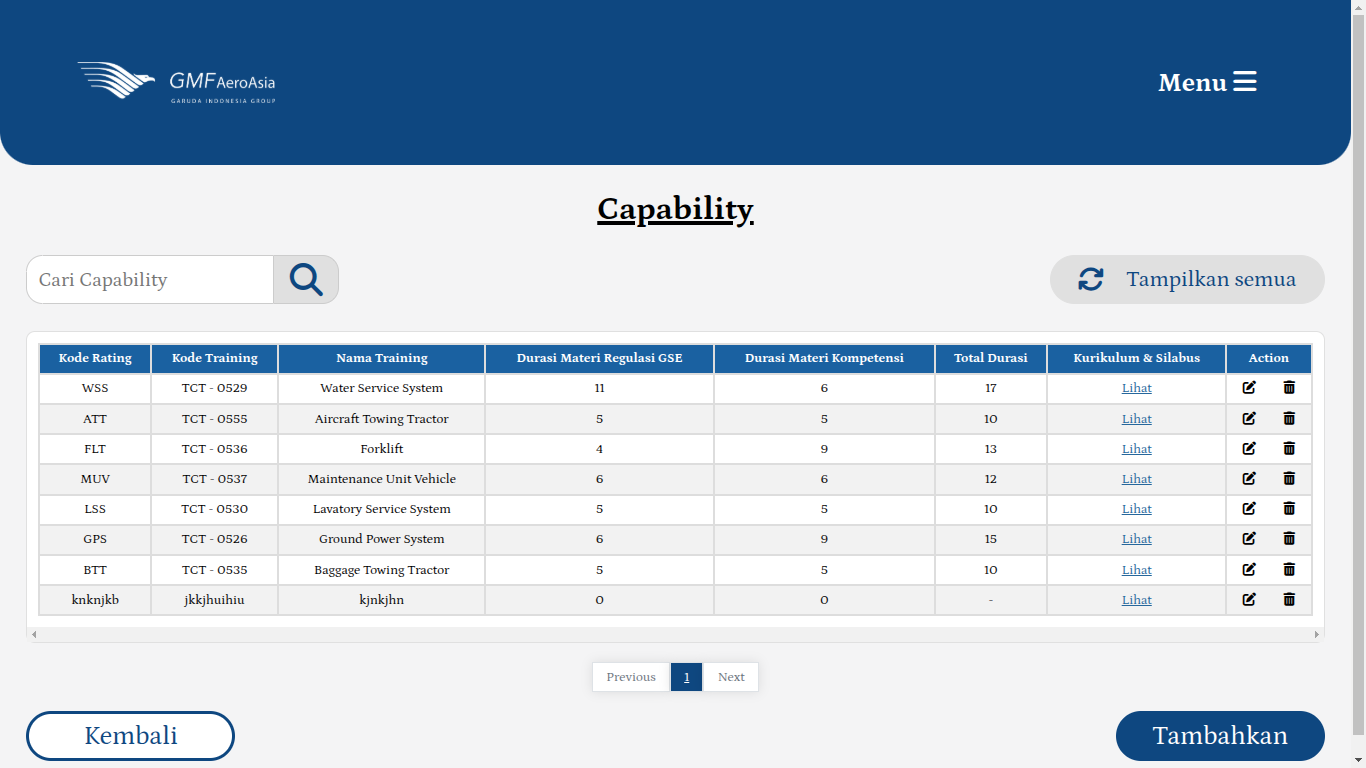 GMF AeroAsia
GARUDA INDONESIA GROUP
Menu
Capability
Cari Capability
Tampilkan semua
Kode Rating Kode Training Nama Training Durasi Materi Regulasi GSE Durasi Materi Kompetensi Total Durasi Kurikulum & Silabus Action
WSS TCT - 0529 Water Service System 11 6 17 Lihat
ATT TCT - 0555 Aircraft Towing Tractor 5 5 10 Lihat
FLT TCT - 0536 Forklift 4 9 13 Lihat
MUV TCT - 0537 Maintenance Unit Vehicle 6 6 12 Lihat
LSS TCT - 0530 Lavatory Service System 5 5 10 Lihat
GPS TCT - 0526 Ground Power System 6 9 15 Lihat
BTT TCT - 0535 Baggage Towing Tractor 5 5 10 Lihat
knknjkb jkkjhuihiu kjnkjhn 0 0 - Lihat
Previous 1 Next
Kembali
Tambahkan